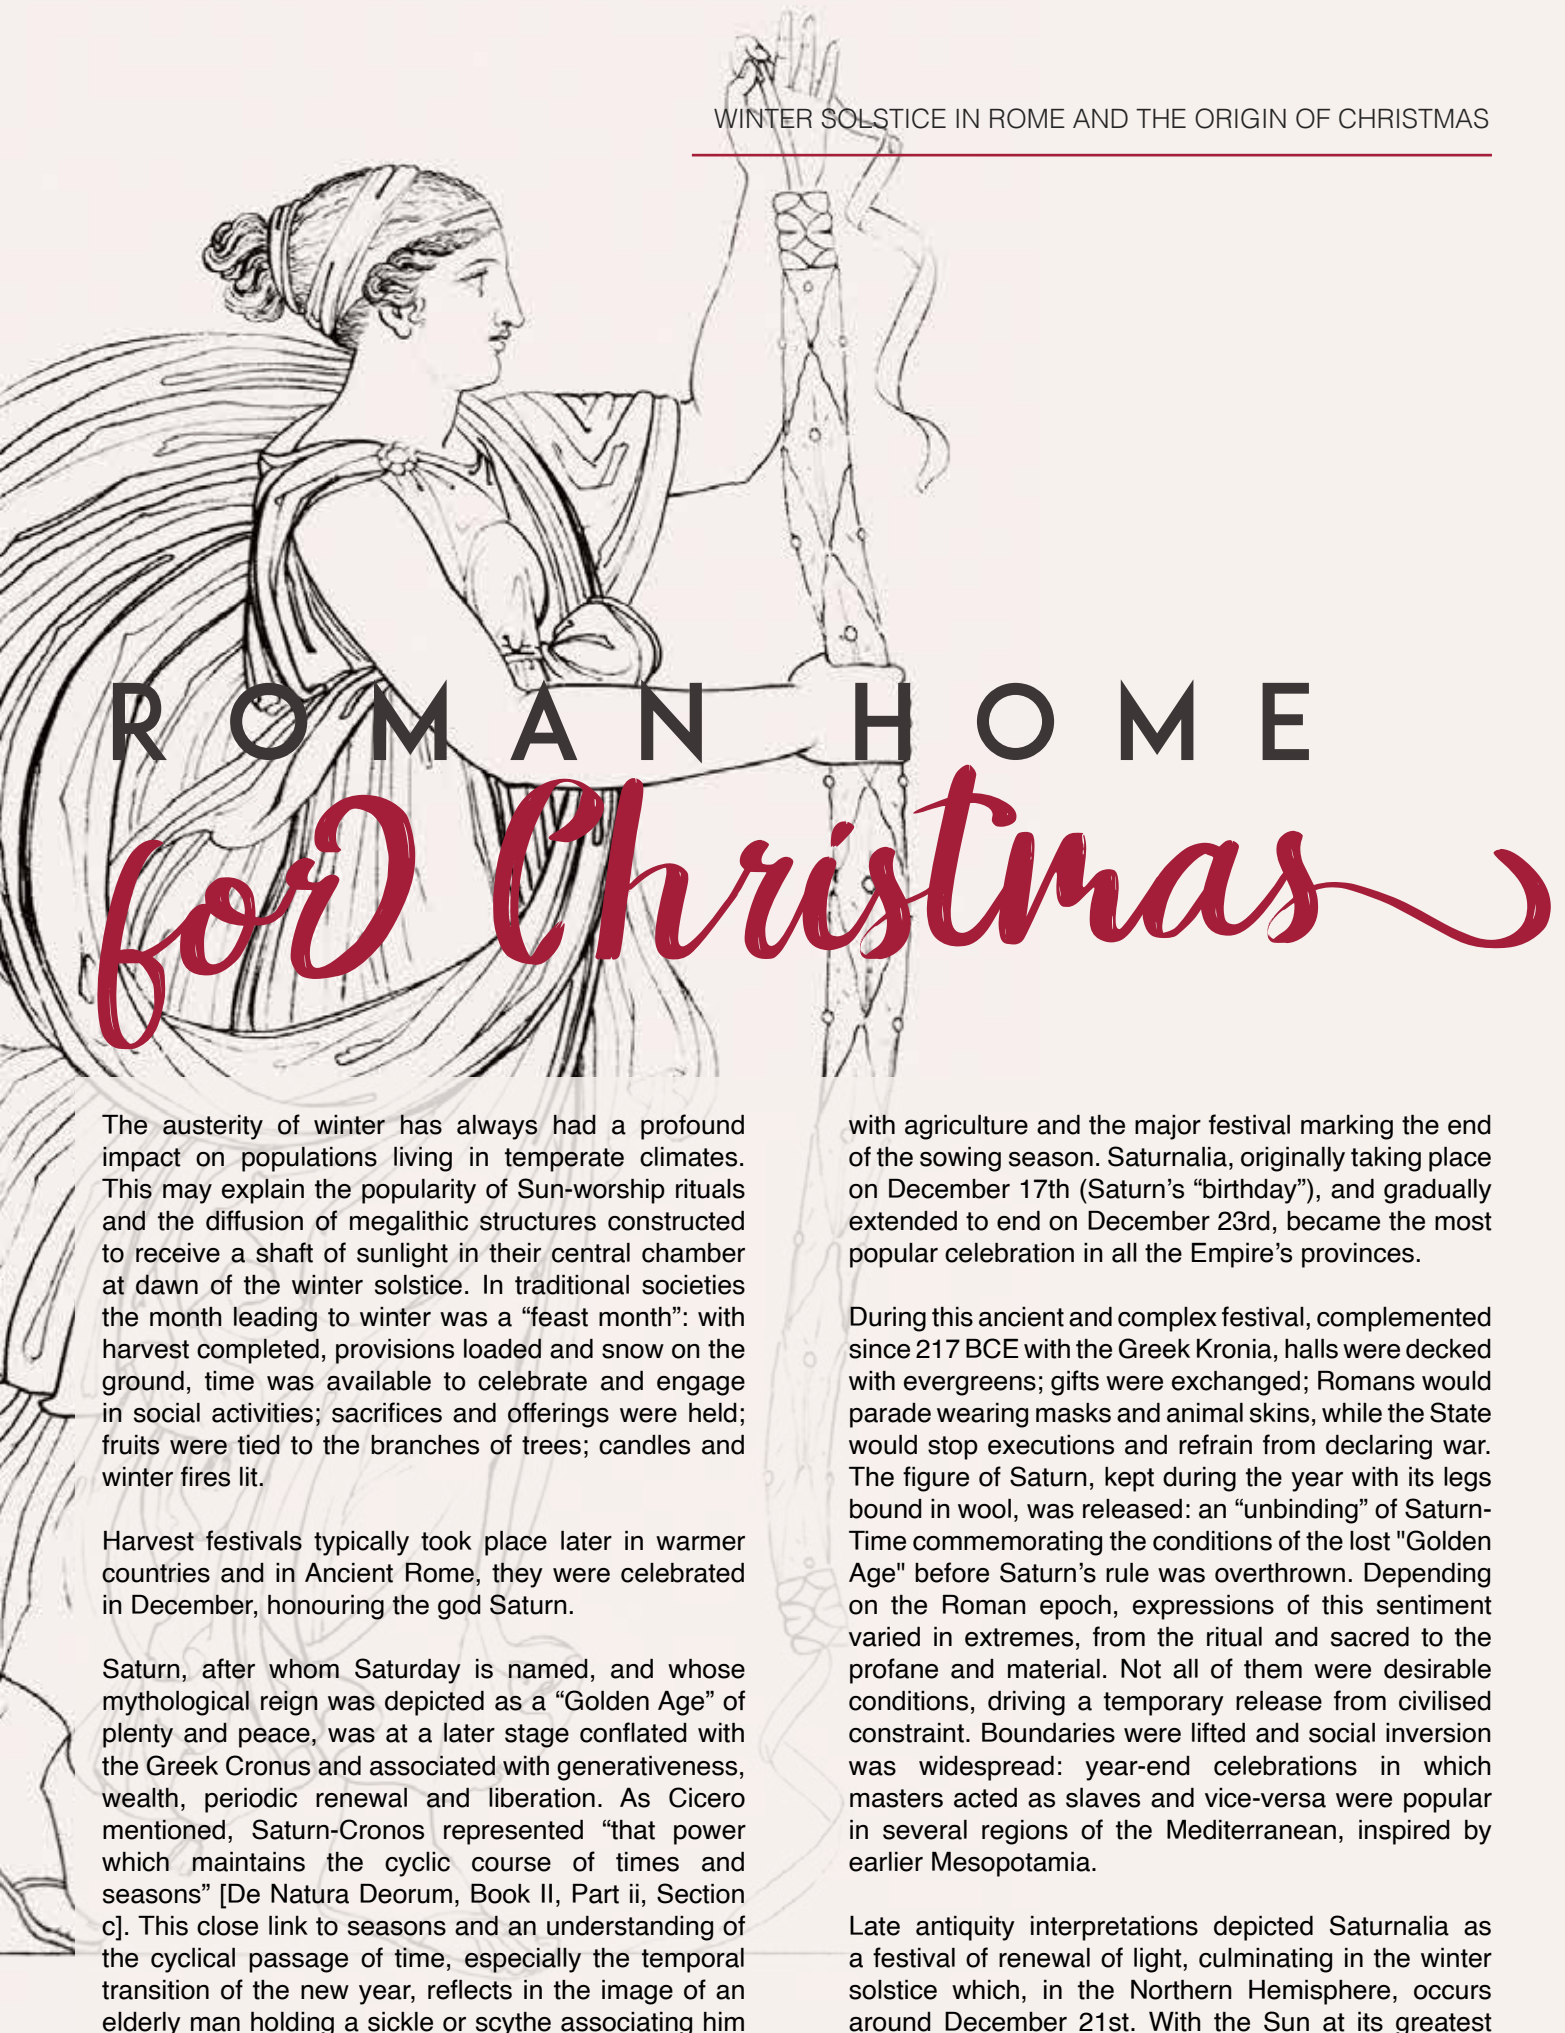 WINTER SOLSTICE IN ROME AND THE ORIGIN OF CHRISTMAS
ROMAN HOME
for Christmas
The austerity of winter has always had a profound
impact on populations living in temperate climates.
This may explain the popularity of Sun-worship rituals
and the diffusion of megalithic structures constructed
to receive a shaft of sunlight in their central chamber
at dawn of the winter solstice. In traditional societies
the month leading to winter was a “feast month”: with
harvest completed, provisions loaded and snow on the
ground, time was available to celebrate and engage
in social activities; sacrifices and offerings were held;
fruits were tied to the branches of trees; candles and
winter fires lit.
Harvest festivals typically took place later in warmer
countries and in Ancient Rome, they were celebrated
in December, honouring the god Saturn.
Saturn, after whom Saturday is named, and whose
mythological reign was depicted as a “Golden Age” of
plenty and peace, was at a later stage conflated with
the Greek Cronus and associated with generativeness,
wealth, periodic renewal and liberation. As Cicero
mentioned, Saturn-Cronos represented “that power
which maintains the cyclic course of times and
seasons” [De Natura Deorum, Book II, Part ii, Section
c]. This close link to seasons and an understanding of
the cyclical passage of time, especially the temporal
transition of the new year, reflects in the image of an
elderly man holding a sickle or scythe associating him
with agriculture and the major festival marking the end
of the sowing season. Saturnalia, originally taking place
on December 17th (Saturn’s “birthday”), and gradually
extended to end on December 23rd, became the most
popular celebration in all the Empire’s provinces.
During this ancient and complex festival, complemented
since 217 BCE with the Greek Kronia, halls were decked
with evergreens; gifts were exchanged; Romans would
parade wearing masks and animal skins, while the State
would stop executions and refrain from declaring war.
The figure of Saturn, kept during the year with its legs
bound in wool, was released: an “unbinding” of Saturn-
Time commemorating the conditions of the lost "Golden
Age" before Saturn’s rule was overthrown. Depending
on the Roman epoch, expressions of this sentiment
varied in extremes, from the ritual and sacred to the
profane and material. Not all of them were desirable
conditions, driving a temporary release from civilised
constraint. Boundaries were lifted and social inversion
was widespread: year-end celebrations in which
masters acted as slaves and vice-versa were popular
in several regions of the Mediterranean, inspired by
earlier Mesopotamia.
Late antiquity interpretations depicted Saturnalia as
a festival of renewal of light, culminating in the winter
solstice which, in the Northern Hemisphere, occurs
around December 21st. With the Sun at its greatest